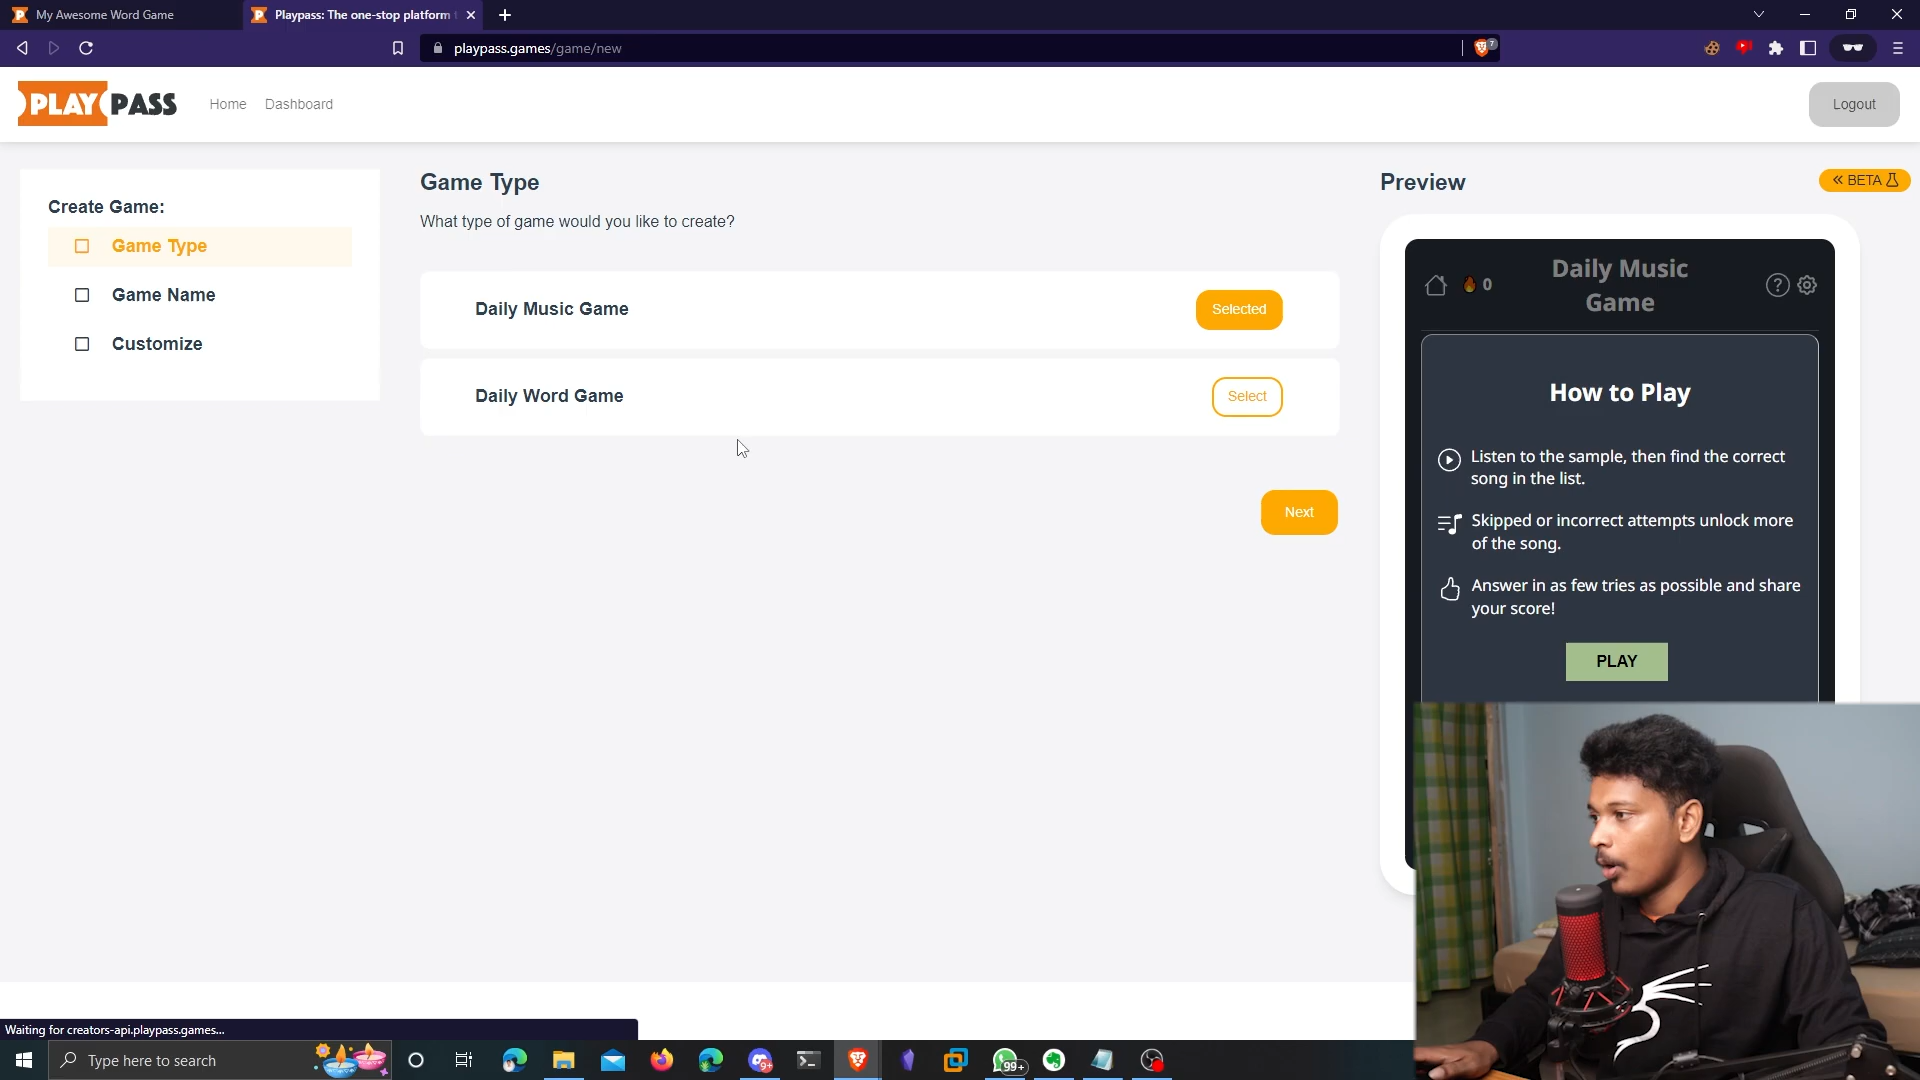 My Awesome Word Game
Playpass: The one-stop platform t
playpass.games/game/new
7
PLAY PASS
Home
Dashboard
Logout
Create Game:
Game Type
Game Name
Customize
Game Type
What type of game would you like to create?
Daily Music Game
Selected
Daily Word Game
Select
Next
Preview
« BETA
0
Daily Music
Game
?
How to Play
Listen to the sample, then find the correct
song in the list.
Skipped or incorrect attempts unlock more
of the song.
Answer in as few tries as possible and share
your score!
PLAY
Waiting for creators-api.playpass.games...
Type here to search
9+
99+